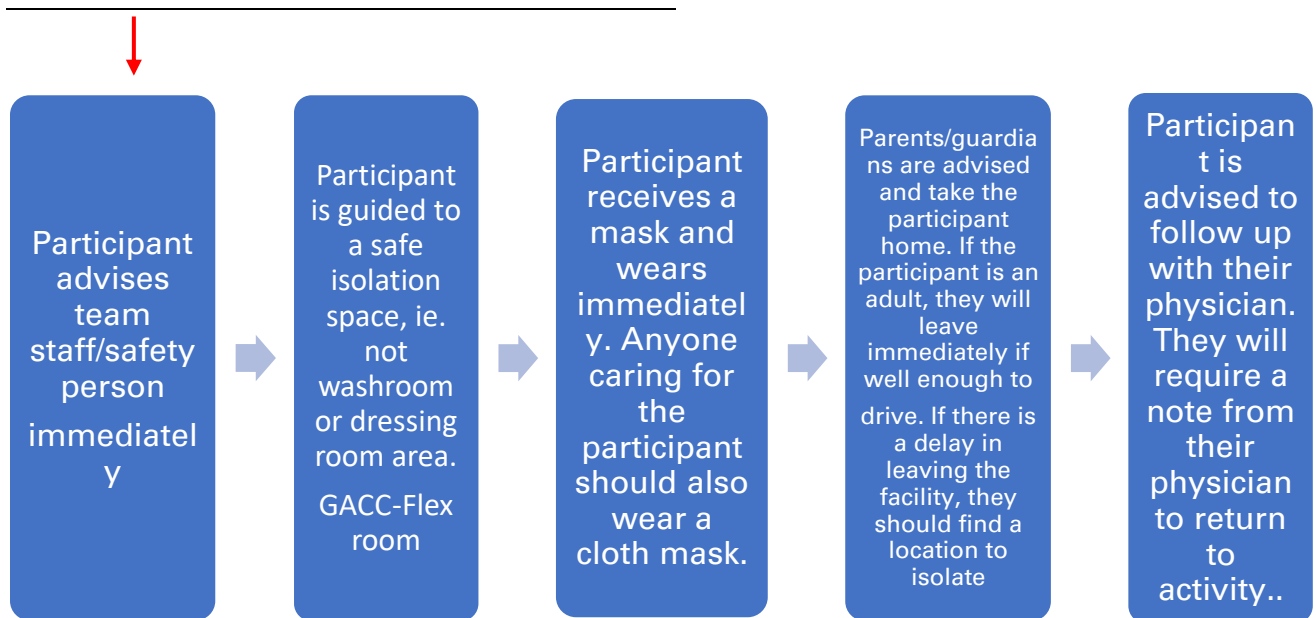 Participant
advises
team
staff/safety
person
immediatel
y
Participant
is guided to
a safe
isolation
space, ie.
not
washroom
or dressing
room area.
GACC-Flex
room
Participant
receives a
mask and
wears
immediatel
y. Anyone
caring for
the
participant
should also
wear a
cloth mask.
Parents/guardia
ns are advised
and take the
participant
home. If the
participant is an
adult, they will
leave
immediately if
well enough to
drive. If there is
a delay in
leaving the
facility, they
should find a
location to
isolate
Participan
t is
advised to
follow up
with their
physician.
They will
require a
note from
their
physician
to return
to
activity..